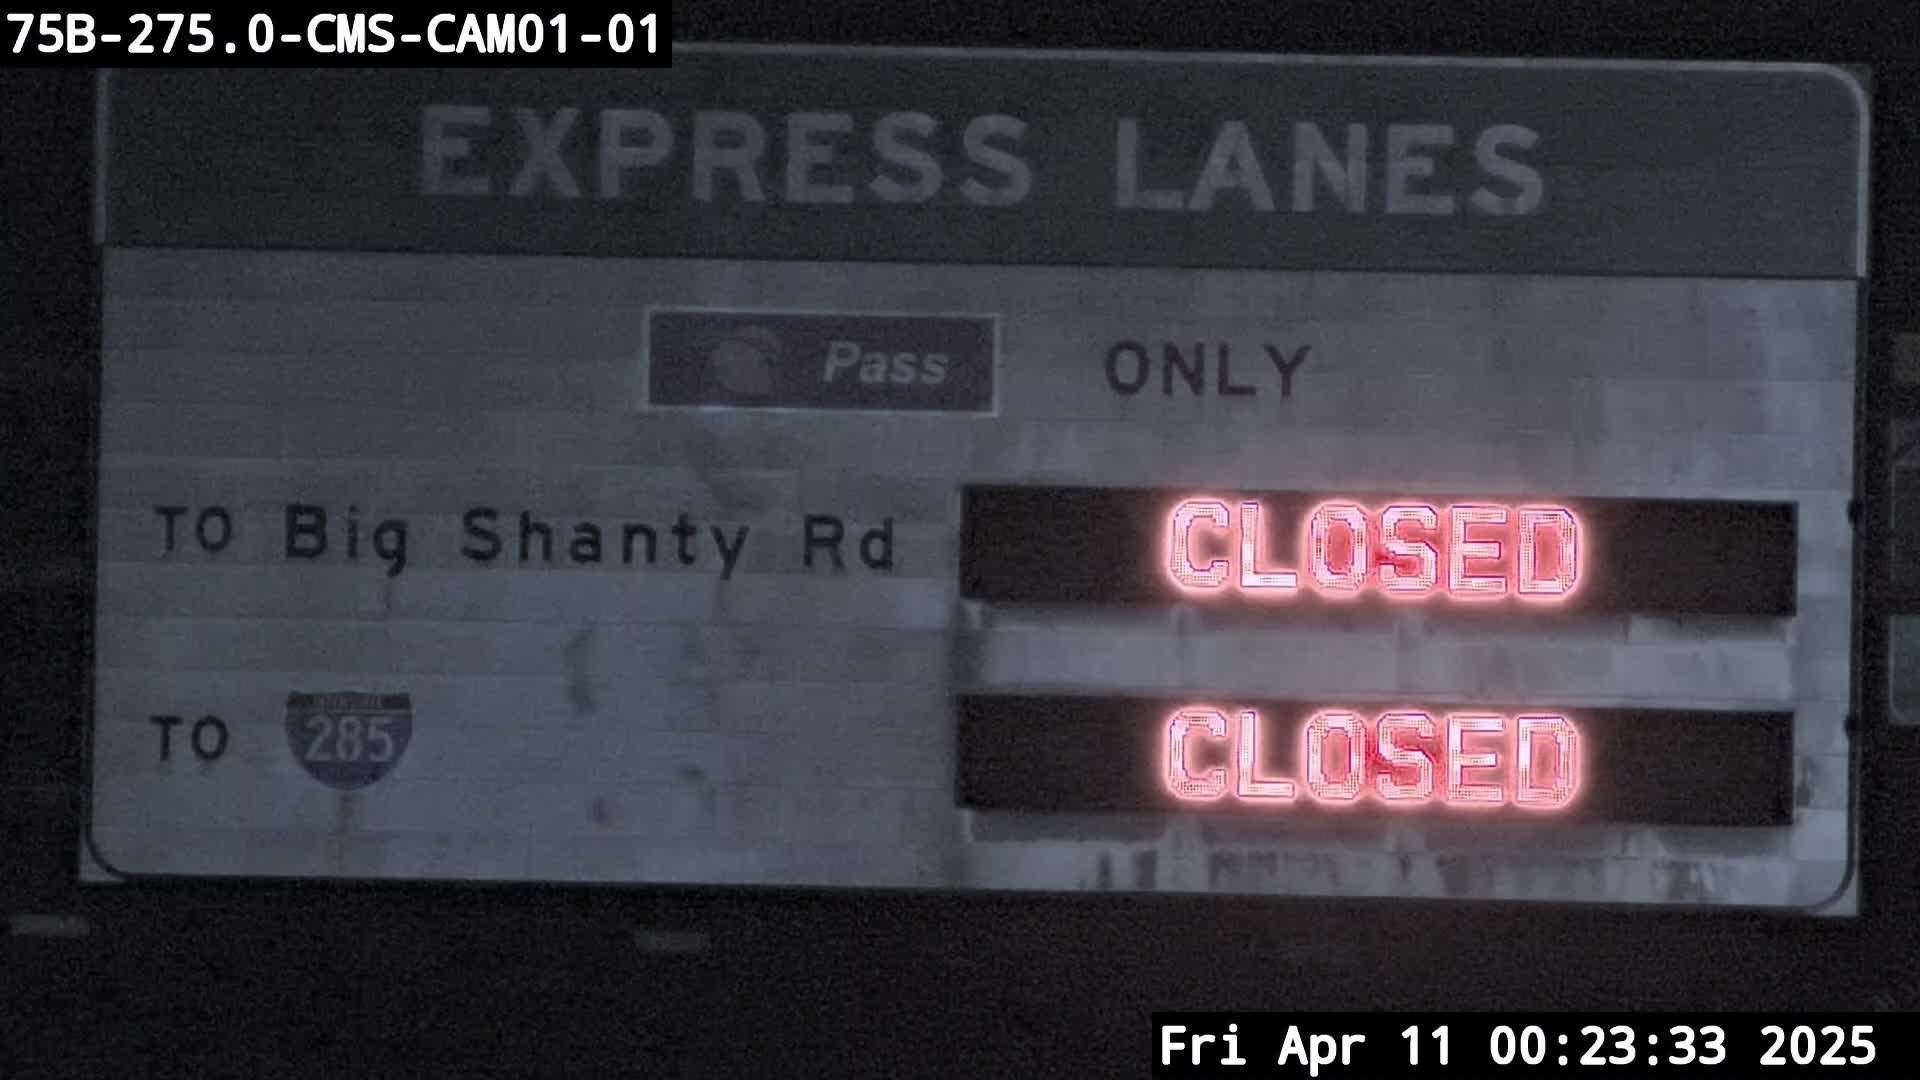 75B-275.0-CMS-CAM01-01
EXPRESS LANES
Pass ONLY
TO Big Shanty Rd CLOSED
TO INTERSTATE 285 CLOSED
Fri Apr 11 00:23:33 2025